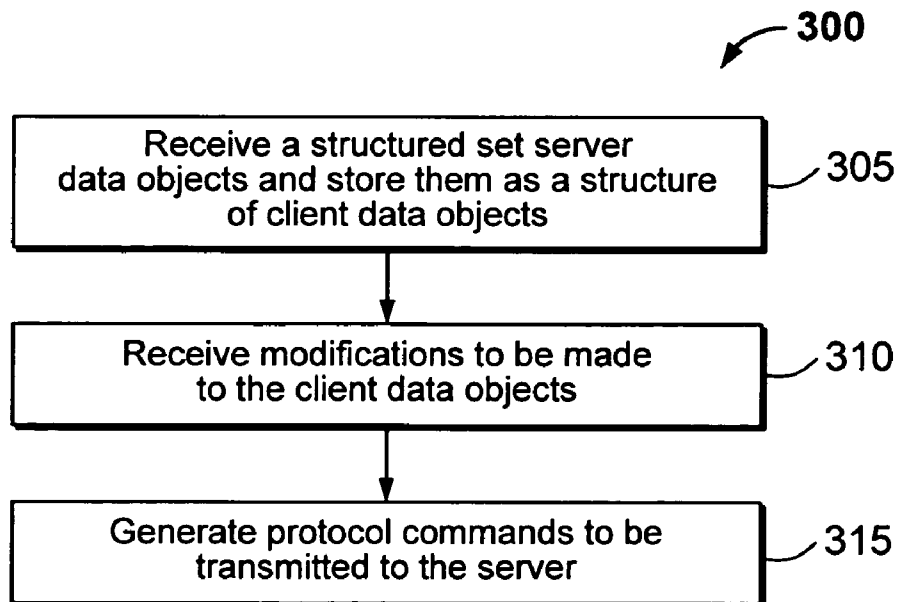 300
Receive a structured set server
data objects and store them as a structure
of client data objects
305
Receive modifications to be made
to the client data objects
310
Generate protocol commands to be
transmitted to the server
315